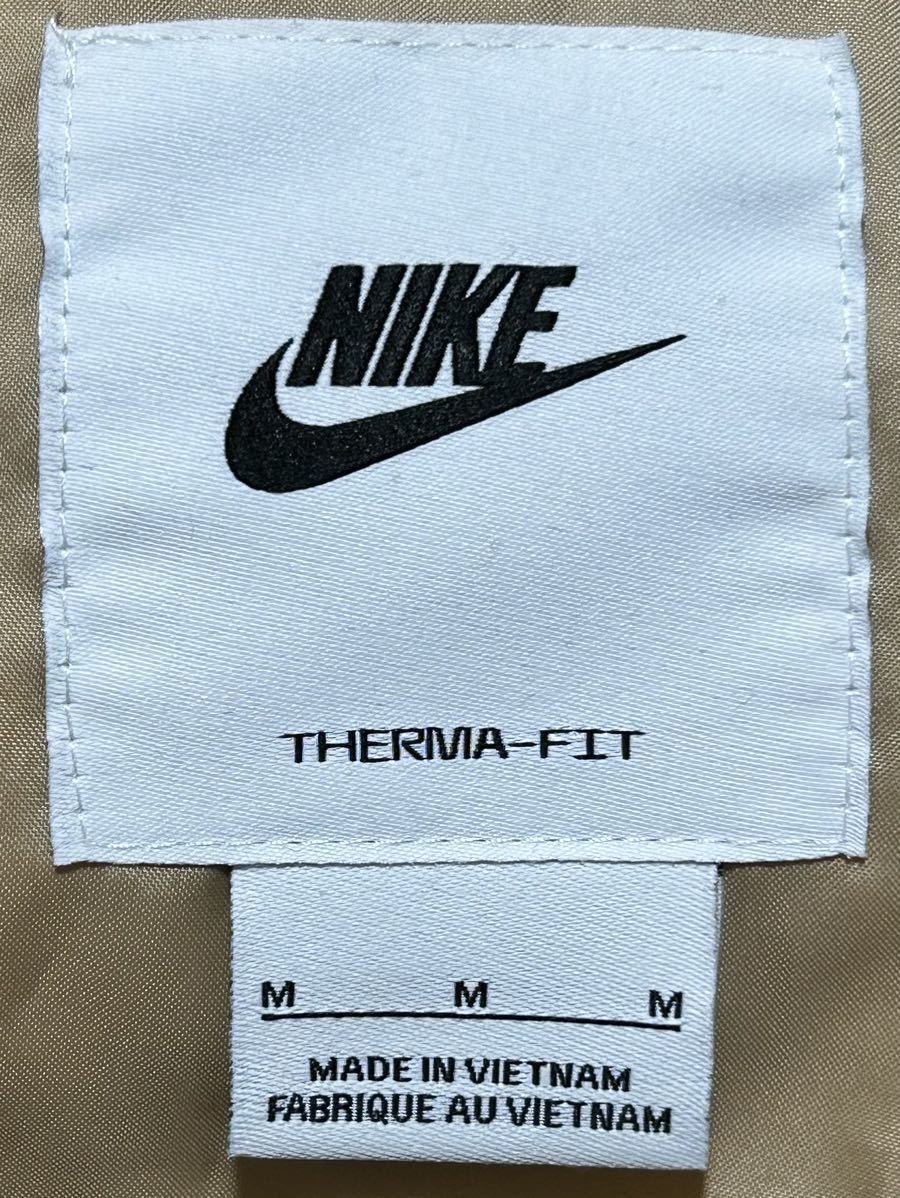 NIKE
THERMA-FIT
M M M
MADE IN VIETNAM
FABRIQUE AU VIETNAM